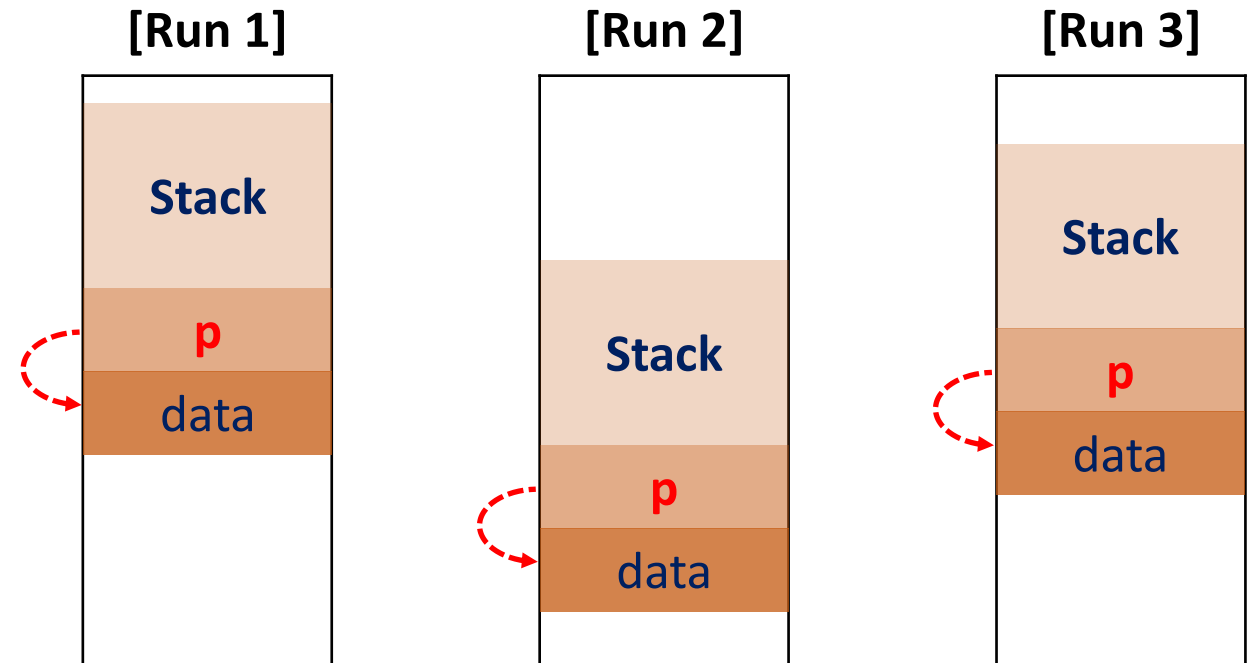 [Run 1]
Stack
p
data
[Run 2]
Stack
p
data
[Run 3]
Stack
p
data